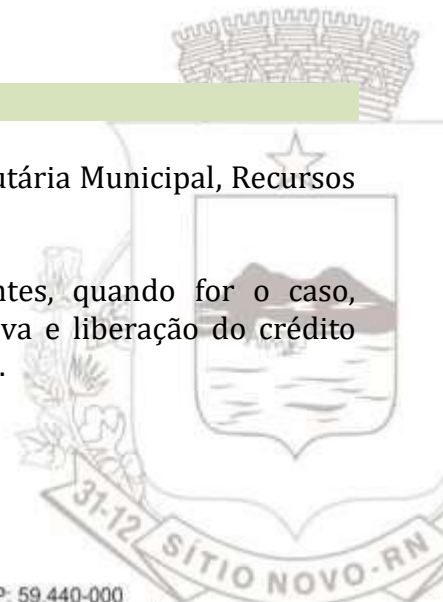 utária Municipal, Recursos
ntes, quando for o caso,
va e liberação do crédito
.
31-12
SÍTIO NOVO-RN
P: 59.440-000